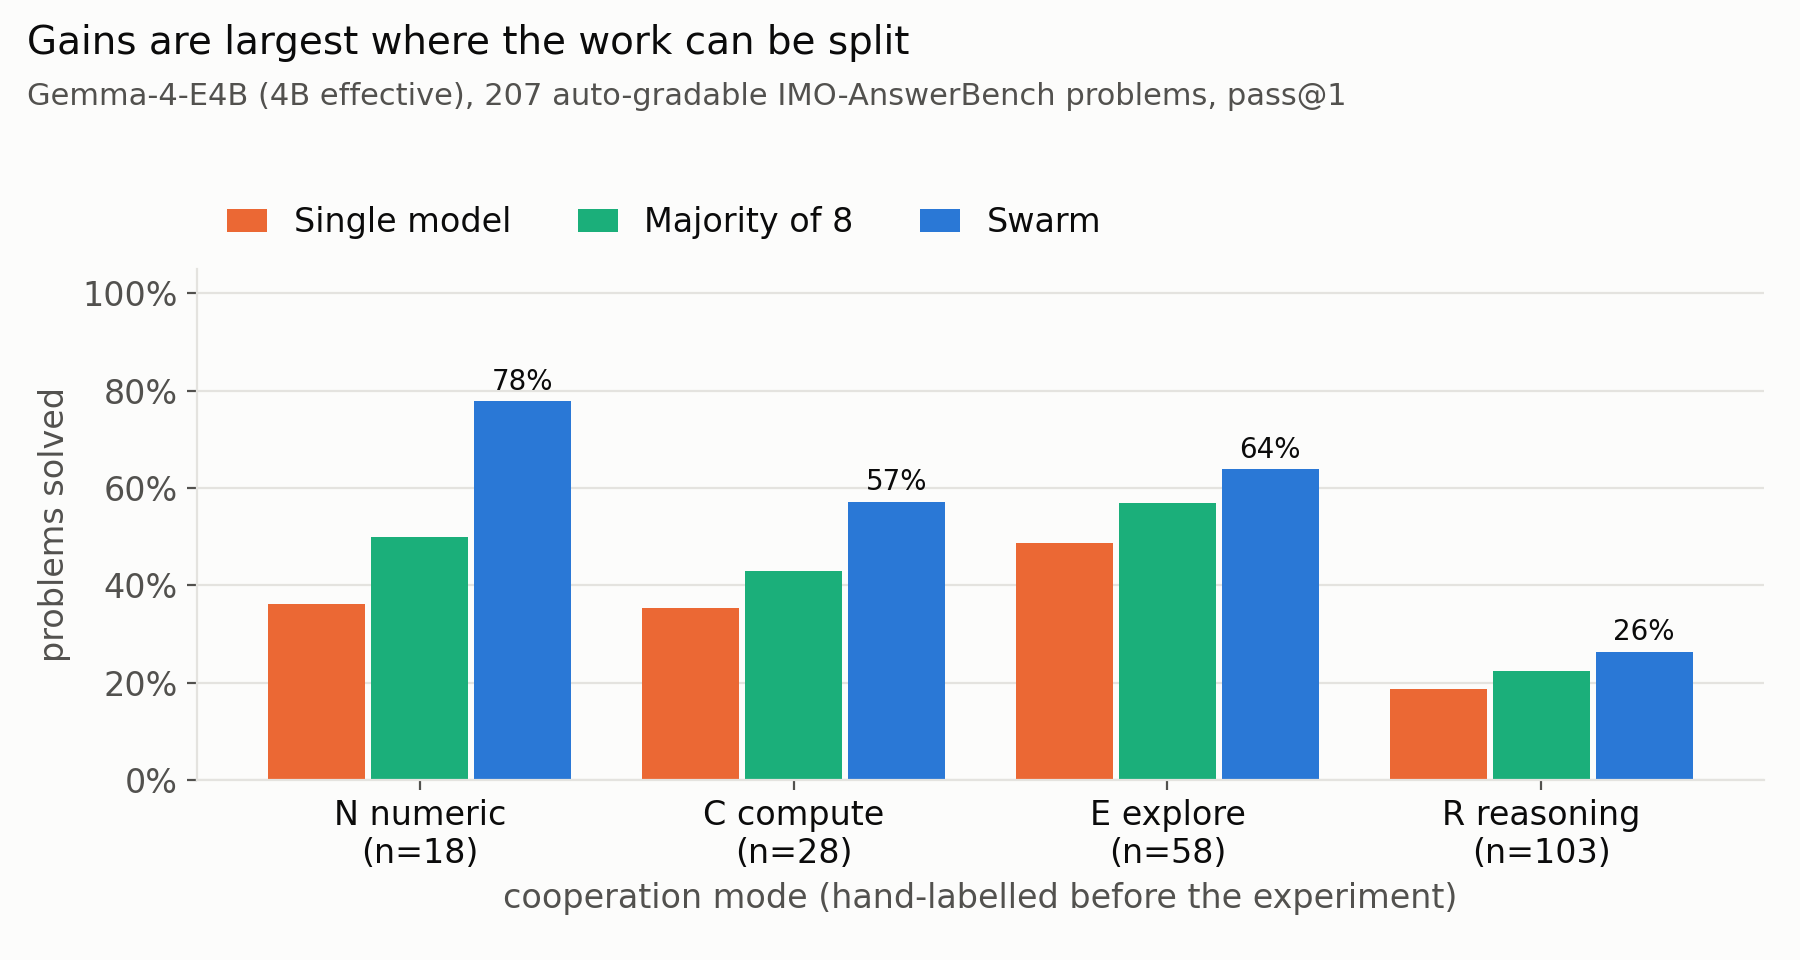 Gains are largest where the work can be split
Gemma-4-E4B (4B effective), 207 auto-gradable IMO-AnswerBench problems, pass@1
Single model
Majority of 8
Swarm
problems solved
100%
80%
60%
40%
20%
0%
78%
57%
64%
26%
N numeric
(n=18)
C compute
(n=28)
E explore
(n=58)
R reasoning
(n=103)
cooperation mode (hand-labelled before the experiment)